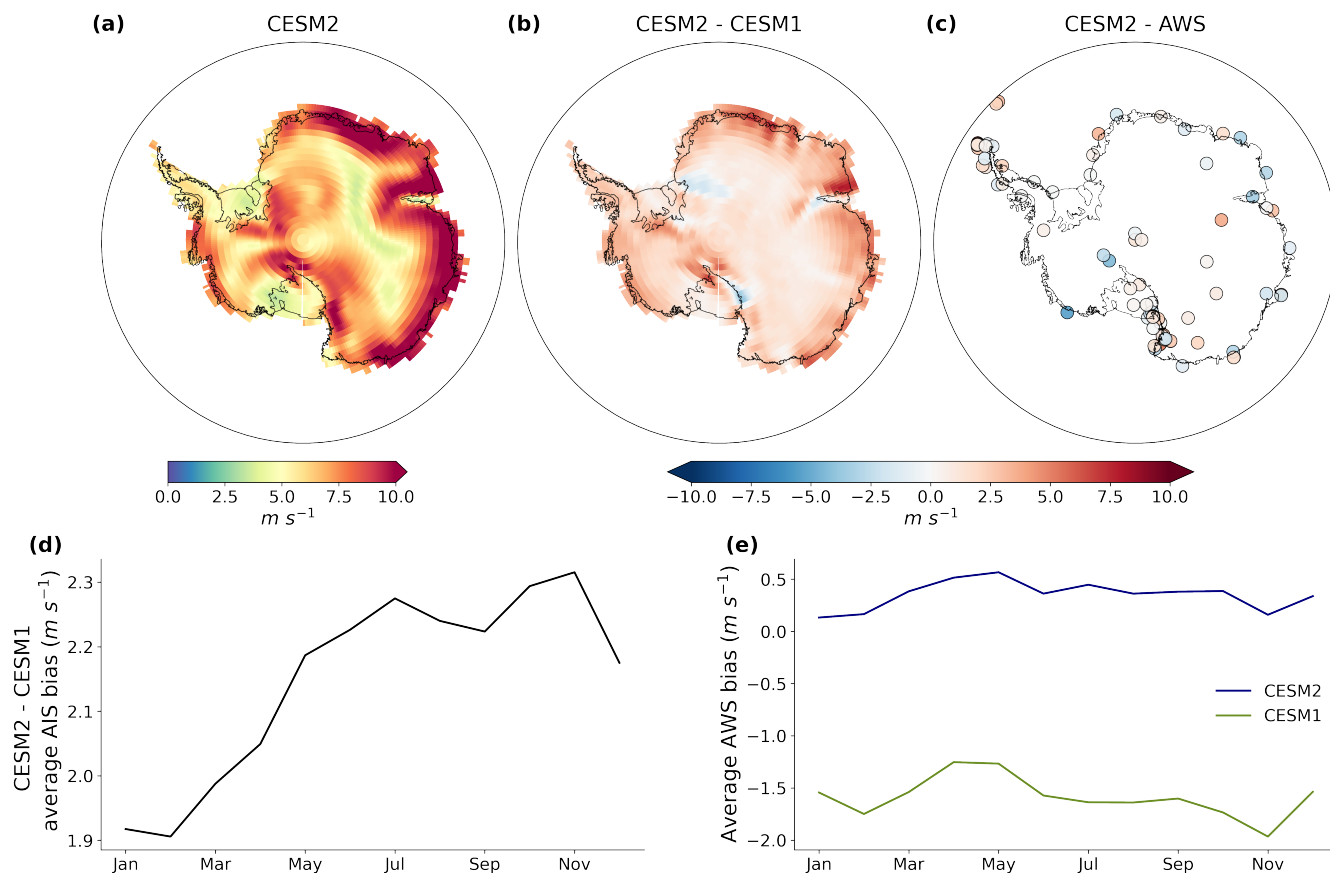 (a) CESM2
(b) CESM2 - CESM1
(c) CESM2 - AWS
0.0 2.5 5.0 7.5 10.0
m s⁻¹
−10.0 −7.5 −5.0 −2.5 0.0 2.5 5.0 7.5 10.0
m s⁻¹
(d)
CESM2 - CESM1
average AIS bias (m s⁻¹)
2.3
2.2
2.1
2.0
1.9
Jan Mar May Jul Sep Nov
(e)
Average AWS bias (m s⁻¹)
0.5
0.0
−0.5
−1.0
−1.5
−2.0
CESM2
CESM1
Jan Mar May Jul Sep Nov